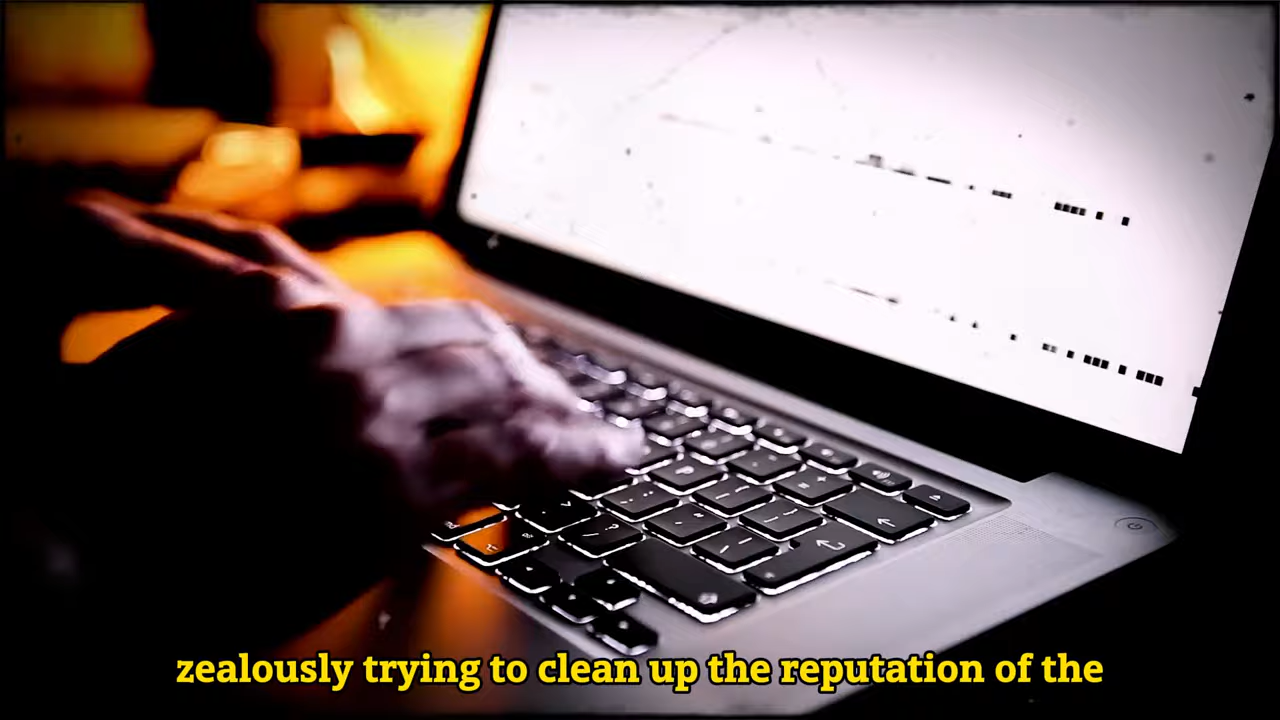 zealously trying to clean up the reputation of the